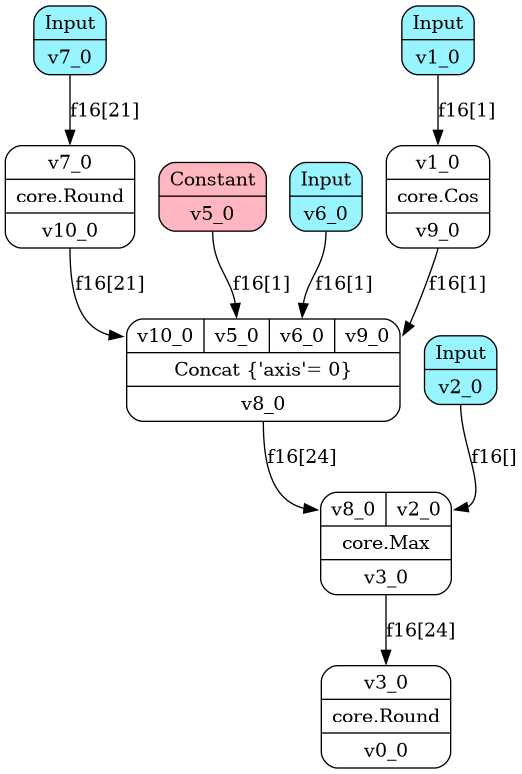 Input
v7_0
Input
v1_0
f16[21]
f16[1]
v7_0
core.Round
v10_0
Constant
v5_0
Input
v6_0
v1_0
core.Cos
v9_0
f16[21]
f16[1]
f16[1]
f16[1]
v10_0 v5_0 v6_0 v9_0
Concat {'axis'= 0}
v8_0
Input
v2_0
f16[24]
f16[]
v8_0 v2_0
core.Max
v3_0
f16[24]
v3_0
core.Round
v0_0